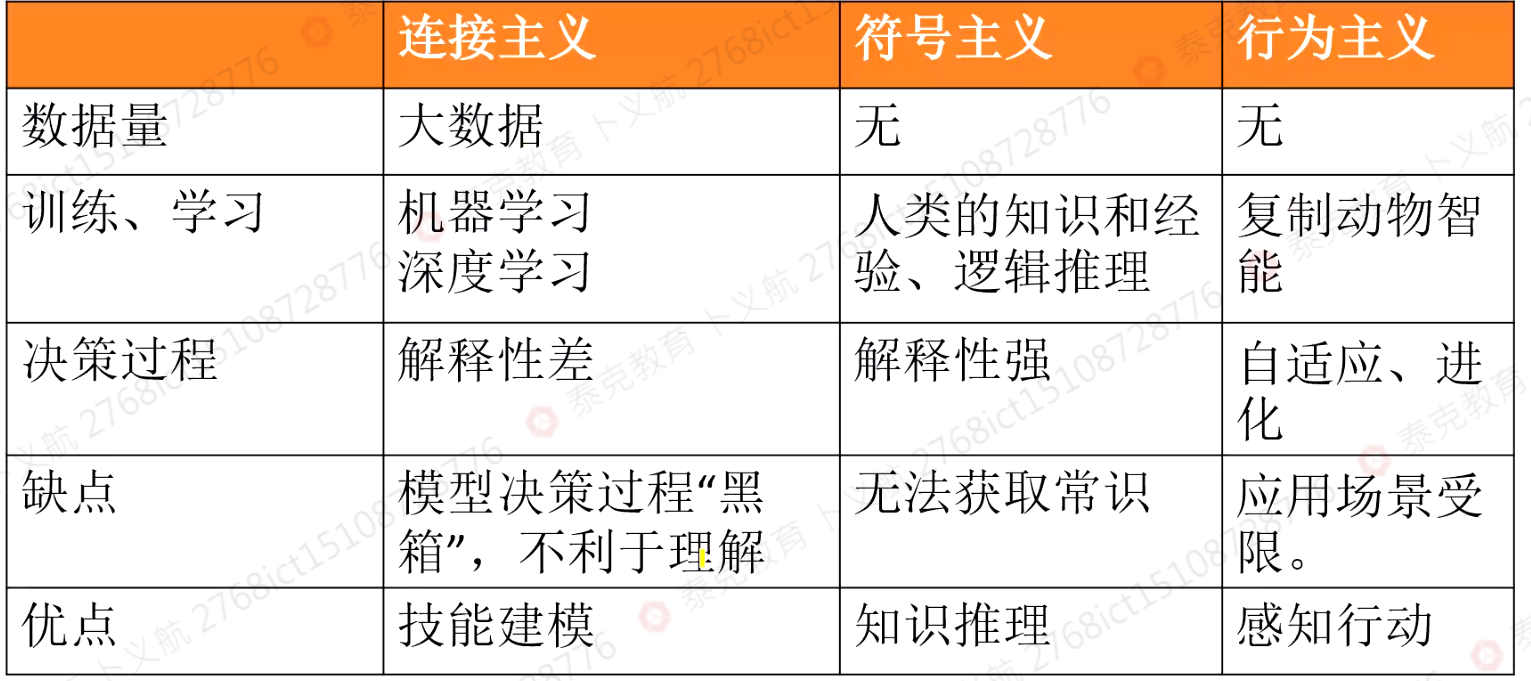 连接主义 符号主义 行为主义
数据量 大数据 无 无
训练、学习 机器学习 人类的知识和经 复制动物智
深度学习 验、逻辑推理 能
决策过程 解释性差 解释性强 自适应、进
化
缺点 模型决策过程“黑 无法获取常识 应用场景受
箱”，不利于理解 限。
优点 技能建模 知识推理 感知行动
泰克教育 卜义航 2768ict15108728776